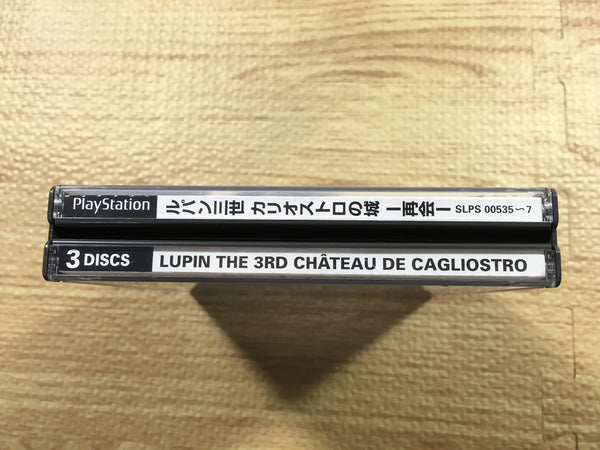 PlayStation ルパン三世 カリオストロの城 ー再会ー SLPS 00535〜7
3 DISCS LUPIN THE 3RD CHÂTEAU DE CAGLIOSTRO